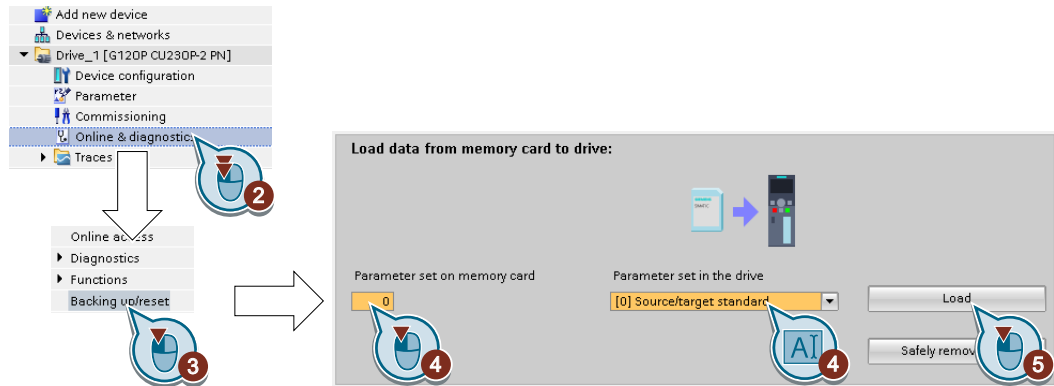 Add new device
Devices & networks
Drive_1 [G120P CU230P-2 PN]
Device configuration
Parameter
Commissioning
Online & diagnostic
Traces
2
Online access
Diagnostics
Functions
Backing up/reset
3
Load data from memory card to drive:
Parameter set on memory card
Parameter set in the drive
0
[0] Source/target standard
Load
Safely remov
4
AI
4
5